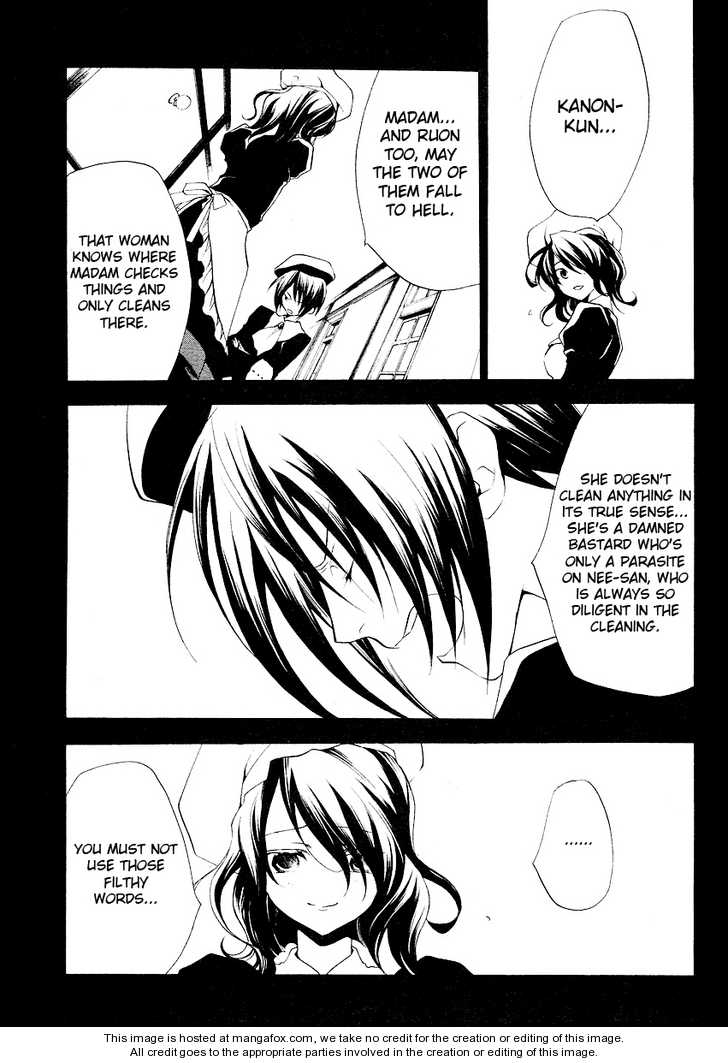 KANON-
KUN...
MADAM...
AND RUON
TOO, MAY
THE TWO OF
THEM FALL
TO HELL.
THAT WOMAN
KNOWS WHERE
MADAM CHECKS
THINGS AND
ONLY CLEANS
THERE.
SHE DOESN'T
CLEAN ANYTHING IN
ITS TRUE SENSE...
SHE'S A DAMNED
BASTARD WHO'S
ONLY A PARASITE
ON NEE-SAN, WHO
IS ALWAYS SO
DILIGENT IN THE
CLEANING.
......
YOU MUST NOT
USE THOSE
FILTHY
WORDS...
This image is hosted at mangafox.com, we take no credit for the creation or editing of this image.
All credit goes to the appropriate parties involved in the creation or editing of this image.